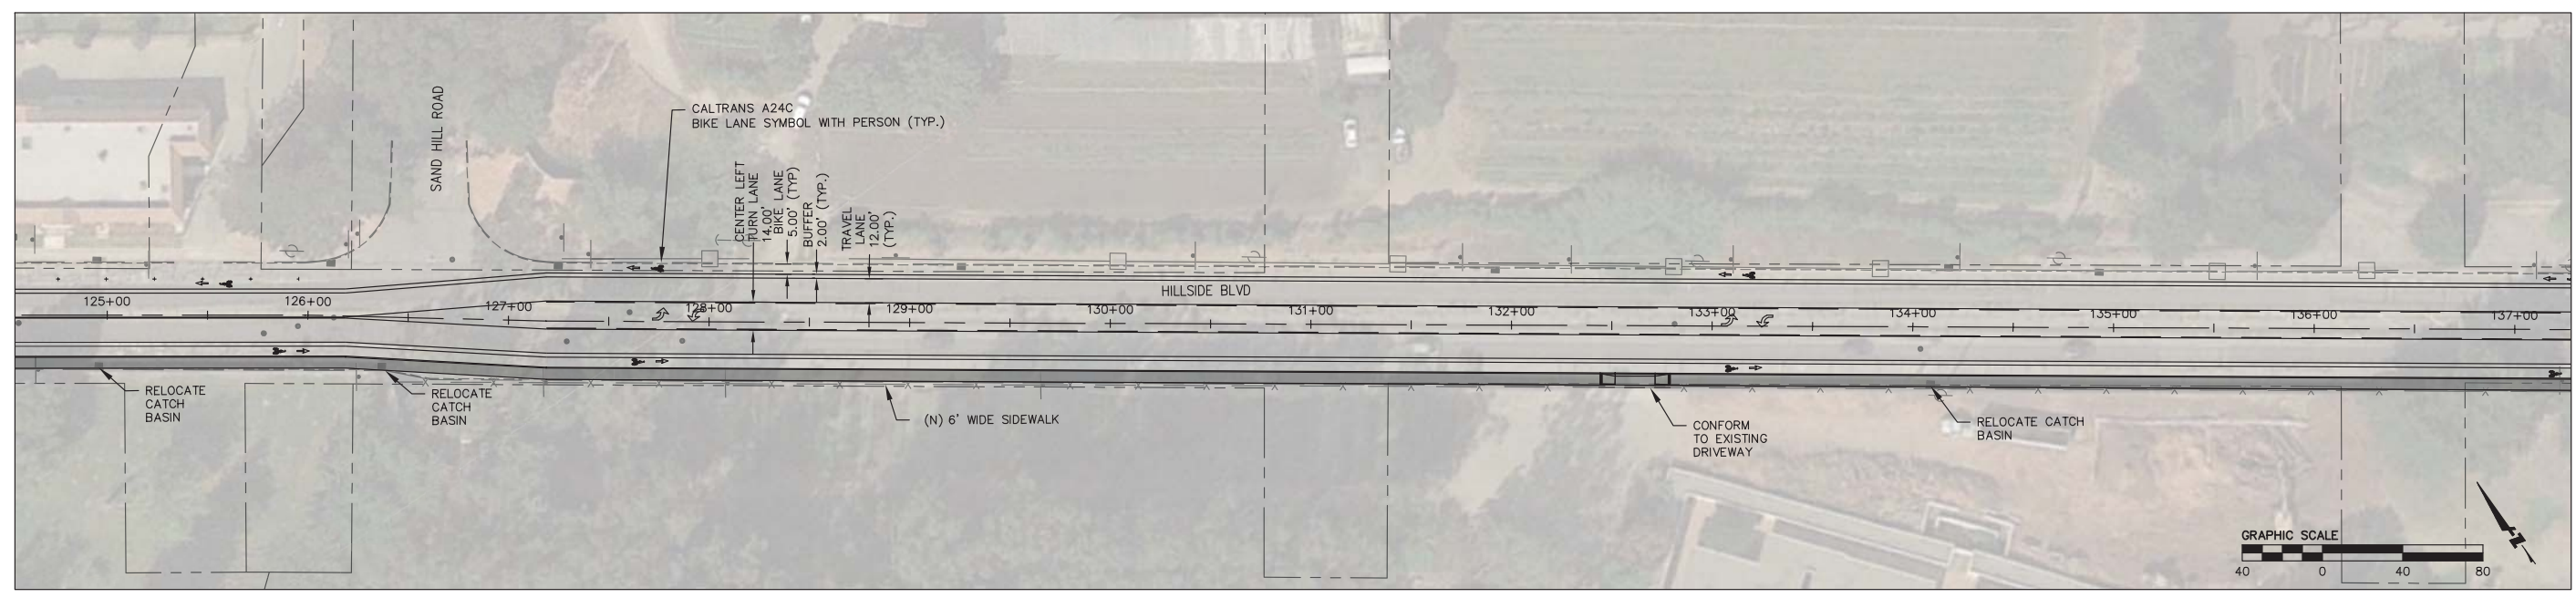 SAND HILL ROAD
CALTRANS A24C
BIKE LANE SYMBOL WITH PERSON (TYP.)
CENTER LEFT
TURN LANE
14.00'
BIKE LANE
5.00' (TYP)
BUFFER
2.00' (TYP.)
TRAVEL
LANE
12.00'
(TYP.)
HILLSIDE BLVD
125+00
126+00
127+00
128+00
129+00
130+00
131+00
132+00
133+00
134+00
135+00
136+00
137+00
RELOCATE
CATCH
BASIN
RELOCATE
CATCH
BASIN
(N) 6' WIDE SIDEWALK
CONFORM
TO EXISTING
DRIVEWAY
RELOCATE CATCH
BASIN
Z
GRAPHIC SCALE
40 0 40 80